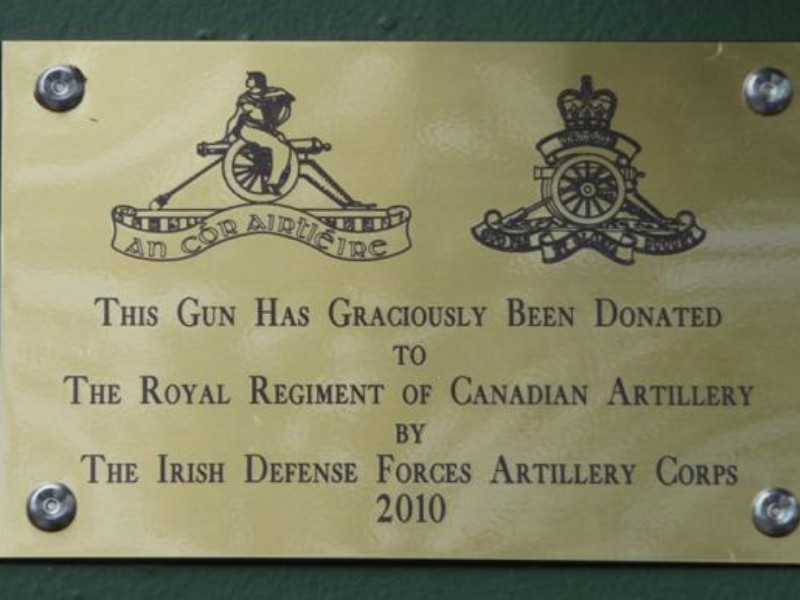 AN CÓR AIRTLÉIRE
THIS GUN HAS GRACIOUSLY BEEN DONATED
TO
THE ROYAL REGIMENT OF CANADIAN ARTILLERY
BY
THE IRISH DEFENSE FORCES ARTILLERY CORPS
2010